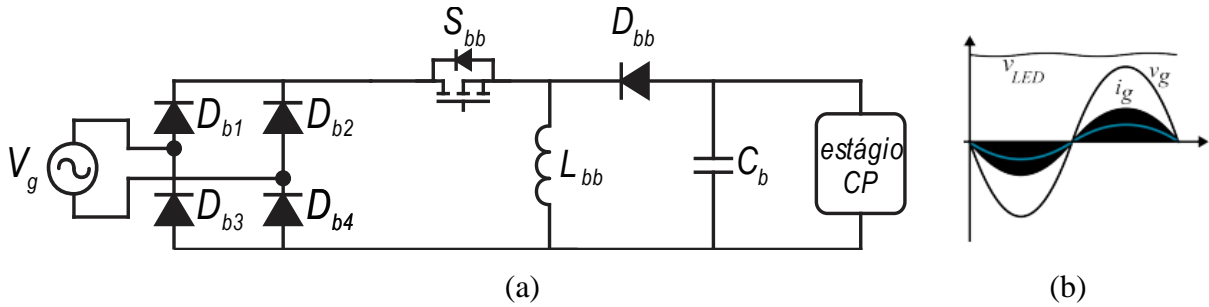 S_bb
D_bb
D_b1
D_b2
V_g
L_bb
C_b
estágio
CP
D_b3
D_b4
(a)
v_LED
v_g
i_g
(b)